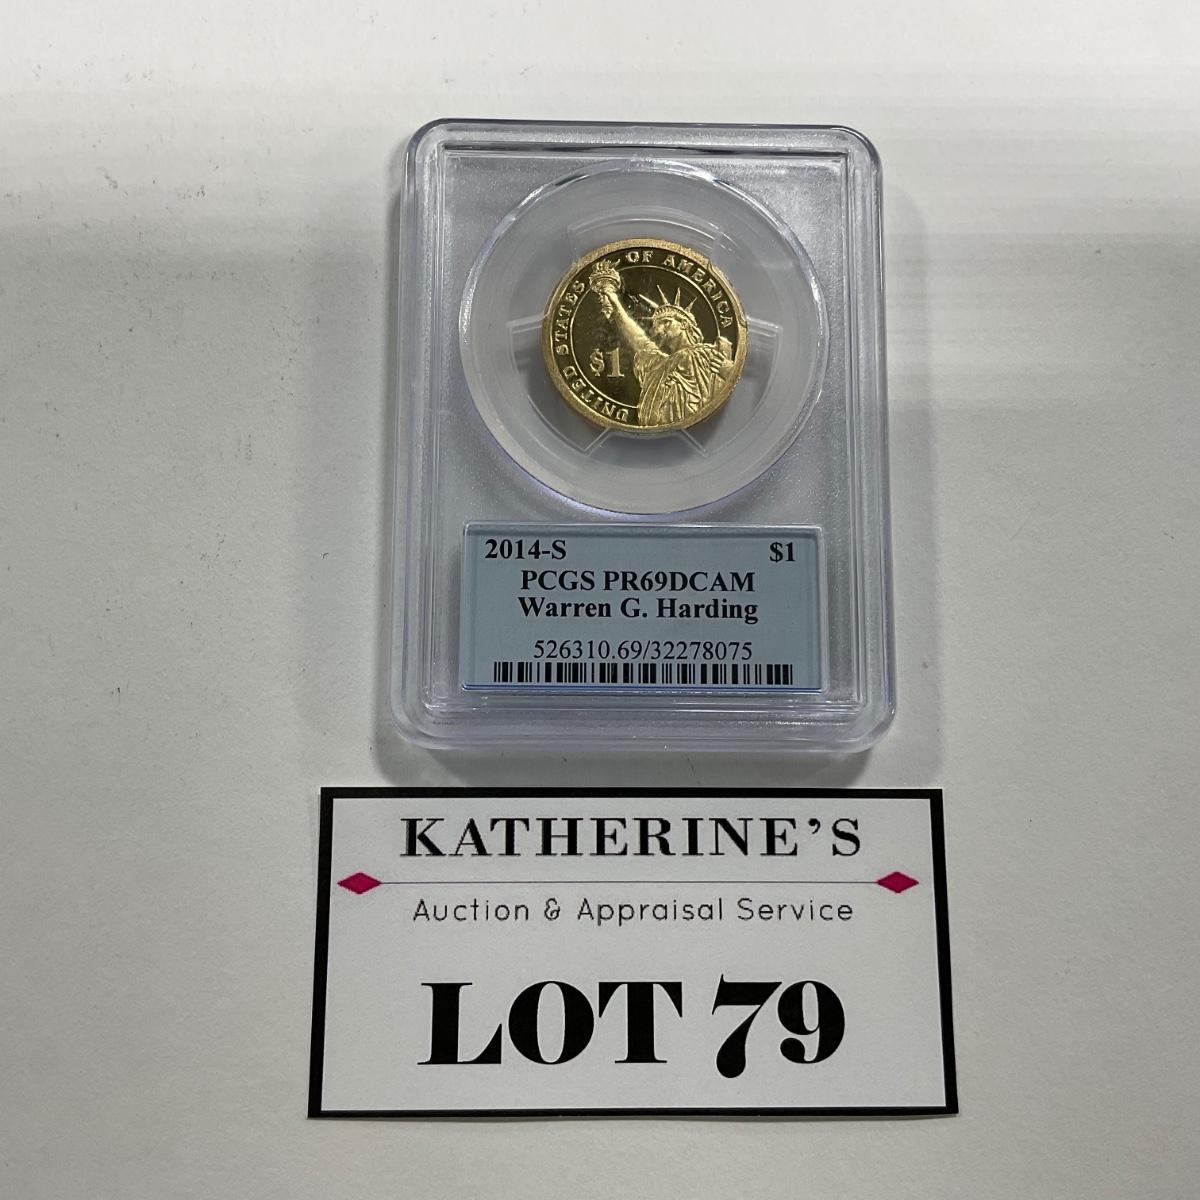 UNITED STATES OF AMERICA
$1
2014-S $1
PCGS PR69DCAM
Warren G. Harding
526310.69/32278075
KATHERINE'S
Auction & Appraisal Service
LOT 79